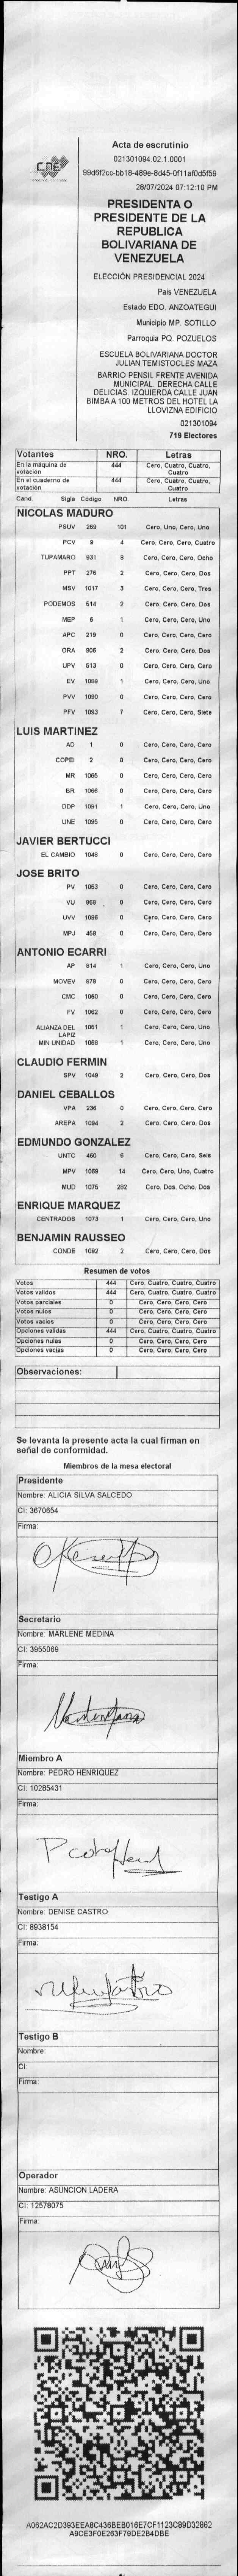 CNE
Acta de escrutinio
021301094.02.1.0001
99d6f2cc-bb18-489e-8d45-0f11af0d5f59
28/07/2024 07:12:10 PM
PRESIDENTA O
PRESIDENTE DE LA
REPUBLICA
BOLIVARIANA DE
VENEZUELA
ELECCIÓN PRESIDENCIAL 2024
País VENEZUELA
Estado EDO. ANZOATEGUI
Municipio MP. SOTILLO
Parroquia PQ. POZUELOS
ESCUELA BOLIVARIANA DOCTOR
JULIAN TEMISTOCLES MAZA
BARRIO PENSIL FRENTE AVENIDA
MUNICIPAL. DERECHA CALLE
DELICIAS. IZQUIERDA CALLE JUAN
BIMBA A 100 METROS DEL HOTEL LA
LLOVIZNA EDIFICIO
021301094
719 Electores
Votantes NRO. Letras
En la máquina de votación 444 Cero, Cuatro, Cuatro, Cuatro
En el cuaderno de votación 444 Cero, Cuatro, Cuatro, Cuatro
Cand. Sigla Código NRO. Letras
NICOLAS MADURO
PSUV 269 101 Cero, Uno, Cero, Uno
PCV 9 4 Cero, Cero, Cero, Cuatro
TUPAMARO 931 8 Cero, Cero, Cero, Ocho
PPT 276 2 Cero, Cero, Cero, Dos
MSV 1017 3 Cero, Cero, Cero, Tres
PODEMOS 514 2 Cero, Cero, Cero, Dos
MEP 6 1 Cero, Cero, Cero, Uno
APC 219 0 Cero, Cero, Cero, Cero
ORA 906 2 Cero, Cero, Cero, Dos
UPV 513 0 Cero, Cero, Cero, Cero
EV 1089 1 Cero, Cero, Cero, Uno
PVV 1090 0 Cero, Cero, Cero, Cero
PFV 1093 7 Cero, Cero, Cero, Siete
LUIS MARTINEZ
AD 1 0 Cero, Cero, Cero, Cero
COPEI 2 0 Cero, Cero, Cero, Cero
MR 1065 0 Cero, Cero, Cero, Cero
BR 1066 0 Cero, Cero, Cero, Cero
DDP 1091 1 Cero, Cero, Cero, Uno
UNE 1095 0 Cero, Cero, Cero, Cero
JAVIER BERTUCCI
EL CAMBIO 1048 0 Cero, Cero, Cero, Cero
JOSE BRITO
PV 1053 0 Cero, Cero, Cero, Cero
VU 969 0 Cero, Cero, Cero, Cero
UVV 1096 0 Cero, Cero, Cero, Cero
MPJ 458 0 Cero, Cero, Cero, Cero
ANTONIO ECARRI
AP 914 1 Cero, Cero, Cero, Uno
MOVEV 678 0 Cero, Cero, Cero, Cero
CMC 1050 0 Cero, Cero, Cero, Cero
FV 1062 0 Cero, Cero, Cero, Cero
ALIANZA DEL LAPIZ 1051 1 Cero, Cero, Cero, Uno
MIN UNIDAD 1068 1 Cero, Cero, Cero, Uno
CLAUDIO FERMIN
SPV 1049 2 Cero, Cero, Cero, Dos
DANIEL CEBALLOS
VPA 236 0 Cero, Cero, Cero, Cero
AREPA 1094 2 Cero, Cero, Cero, Dos
EDMUNDO GONZALEZ
UNTC 460 6 Cero, Cero, Cero, Seis
MPV 1069 14 Cero, Cero, Uno, Cuatro
MUD 1075 282 Cero, Dos, Ocho, Dos
ENRIQUE MARQUEZ
CENTRADOS 1073 1 Cero, Cero, Cero, Uno
BENJAMIN RAUSSEO
CONDE 1092 2 Cero, Cero, Cero, Dos
Resumen de votos
Votos 444 Cero, Cuatro, Cuatro, Cuatro
Votos validos 444 Cero, Cuatro, Cuatro, Cuatro
Votos parciales 0 Cero, Cero, Cero, Cero
Votos nulos 0 Cero, Cero, Cero, Cero
Votos vacios 0 Cero, Cero, Cero, Cero
Opciones validas 444 Cero, Cuatro, Cuatro, Cuatro
Opciones nulas 0 Cero, Cero, Cero, Cero
Opciones vacías 0 Cero, Cero, Cero, Cero
Observaciones:
Se levanta la presente acta la cual firman en
señal de conformidad.
Miembros de la mesa electoral
Presidente
Nombre: ALICIA SILVA SALCEDO
CI: 3670654
Firma:
Secretario
Nombre: MARLENE MEDINA
CI: 3955069
Firma:
Miembro A
Nombre: PEDRO HENRIQUEZ
CI: 10285431
Firma:
Testigo A
Nombre: DENISE CASTRO
CI: 8938154
Firma:
Testigo B
Nombre:
CI:
Firma:
Operador
Nombre: ASUNCION LADERA
CI: 12578075
Firma:
A062AC2D393EEA8C436BEB016E7CF1123C89D32862
A9CE3F0E263F79DE2B4DBE